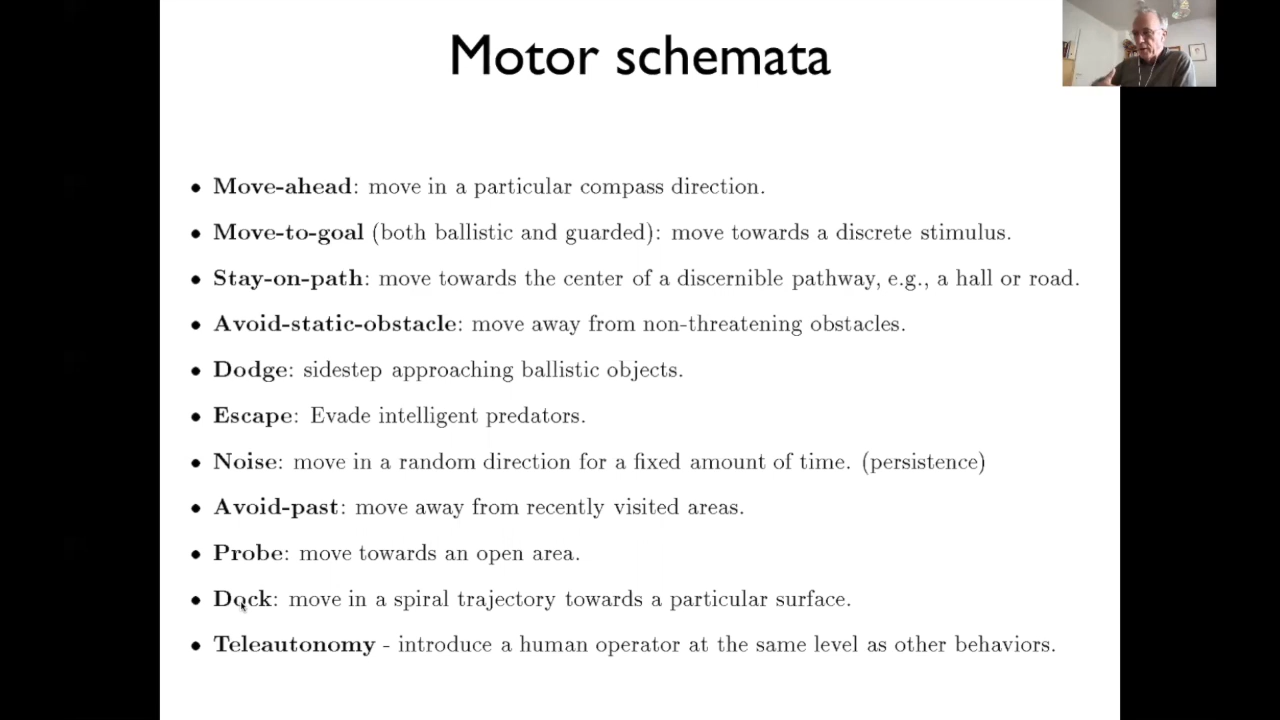 Motor schemata
• Move-ahead: move in a particular compass direction.
• Move-to-goal (both ballistic and guarded): move towards a discrete stimulus.
• Stay-on-path: move towards the center of a discernible pathway, e.g., a hall or road.
• Avoid-static-obstacle: move away from non-threatening obstacles.
• Dodge: sidestep approaching ballistic objects.
• Escape: Evade intelligent predators.
• Noise: move in a random direction for a fixed amount of time. (persistence)
• Avoid-past: move away from recently visited areas.
• Probe: move towards an open area.
• Dock: move in a spiral trajectory towards a particular surface.
• Teleautonomy - introduce a human operator at the same level as other behaviors.